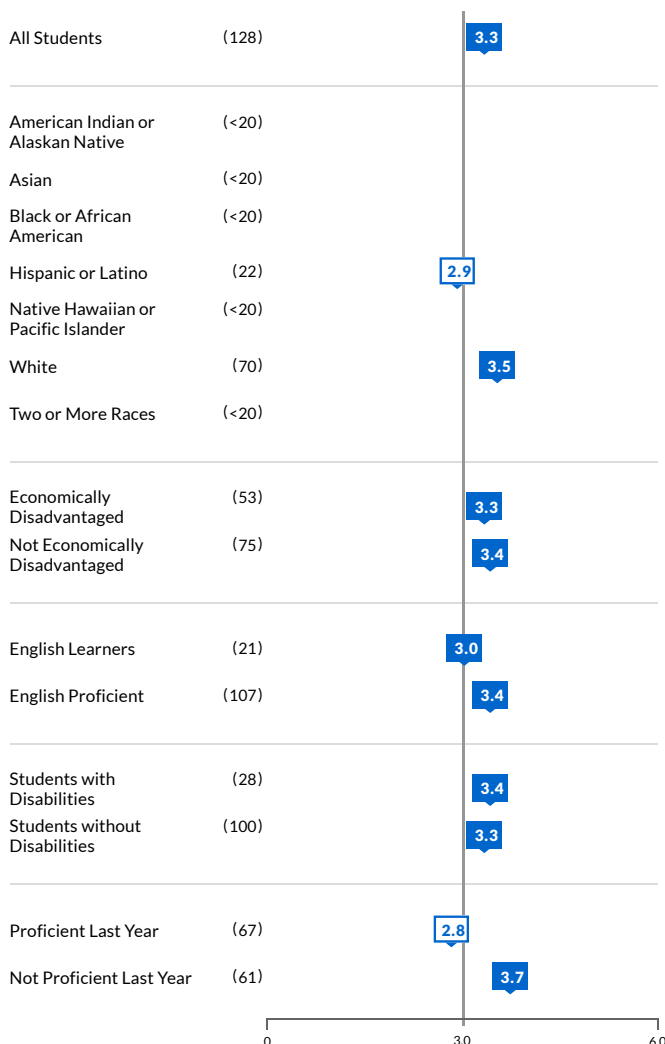 All Students (128) 3.3
American Indian or (<20)
Alaskan Native
Asian (<20)
Black or African (<20)
American
Hispanic or Latino (22) 2.9
Native Hawaiian or (<20)
Pacific Islander
White (70) 3.5
Two or More Races (<20)
Economically (53) 3.3
Disadvantaged
Not Economically (75) 3.4
Disadvantaged
English Learners (21) 3.0
English Proficient (107) 3.4
Students with (28) 3.4
Disabilities
Students without (100) 3.3
Disabilities
Proficient Last Year (67) 2.8
Not Proficient Last Year (61) 3.7
0 3.0 6.0